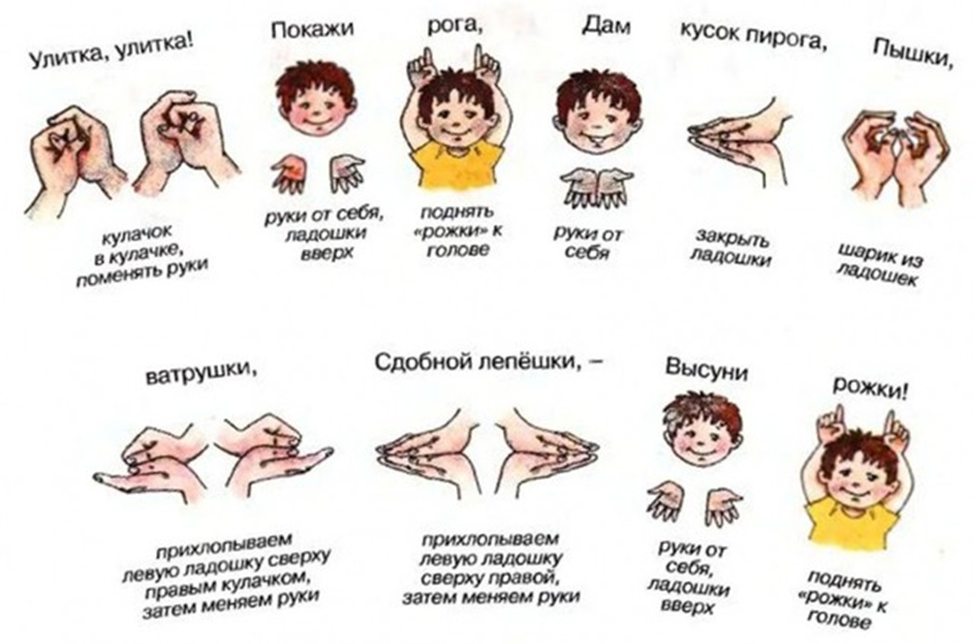 Улитка, улитка! Покажи рога, Дам кусок пирога, Пышки,
кулачок
в кулачке,
поменять руки
руки от себя,
ладошки
вверх
поднять
«рожки» к
голове
руки от
себя
закрыть
ладошки
шарик из
ладошек
ватрушки, Сдобной лепёшки, – Высуни рожки!
прихлопываем
левую ладошку сверху
правым кулачком,
затем меняем руки
прихлопываем
левую ладошку
сверху правой,
затем меняем руки
руки от
себя,
ладошки
вверх
поднять
«рожки» к
голове